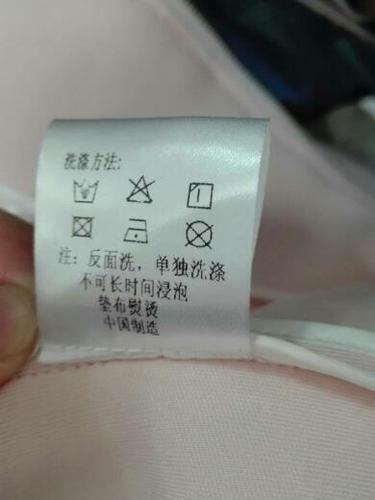 洗涤方法:
注: 反面洗, 单独洗涤
不可长时间浸泡
垫布熨烫
中国制造